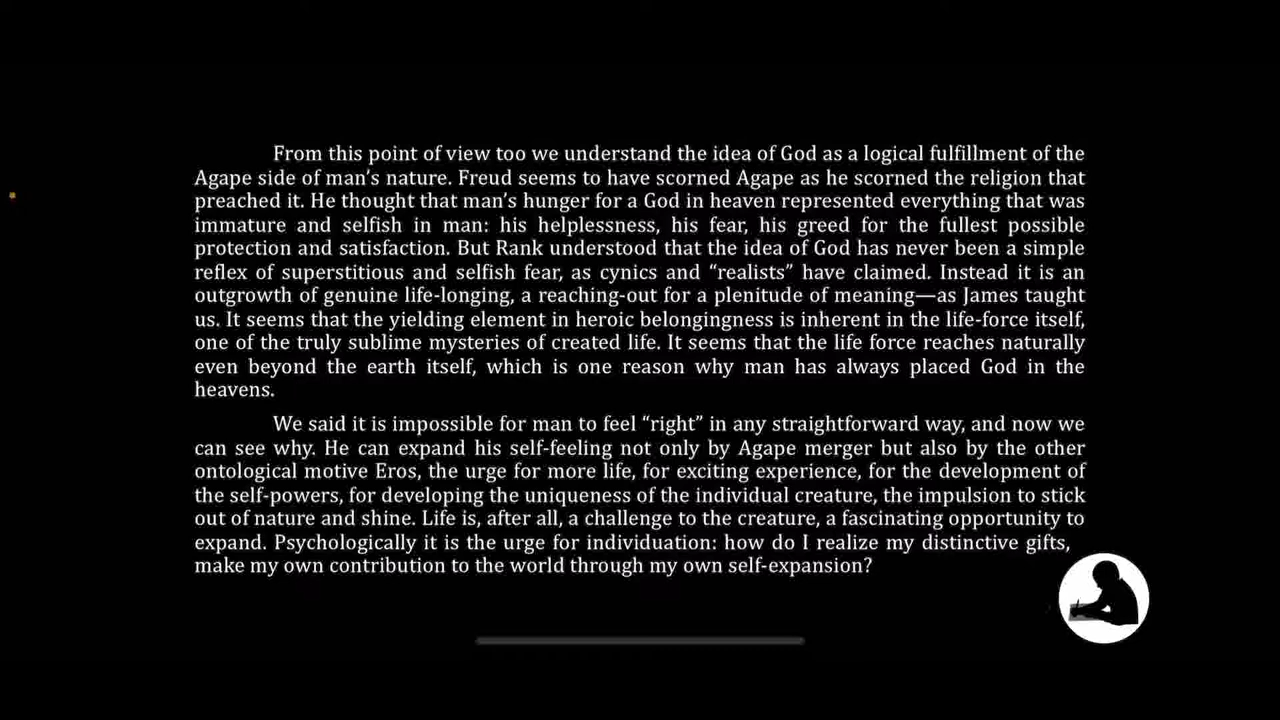 From this point of view too we understand the idea of God as a logical fulfillment of the
Agape side of man’s nature. Freud seems to have scorned Agape as he scorned the religion that
preached it. He thought that man’s hunger for a God in heaven represented everything that was
immature and selfish in man: his helplessness, his fear, his greed for the fullest possible
protection and satisfaction. But Rank understood that the idea of God has never been a simple
reflex of superstitious and selfish fear, as cynics and “realists” have claimed. Instead it is an
outgrowth of genuine life-longing, a reaching-out for a plenitude of meaning—as James taught
us. It seems that the yielding element in heroic belongingness is inherent in the life-force itself,
one of the truly sublime mysteries of created life. It seems that the life force reaches naturally
even beyond the earth itself, which is one reason why man has always placed God in the
heavens.
We said it is impossible for man to feel “right” in any straightforward way, and now we
can see why. He can expand his self-feeling not only by Agape merger but also by the other
ontological motive Eros, the urge for more life, for exciting experience, for the development of
the self-powers, for developing the uniqueness of the individual creature, the impulsion to stick
out of nature and shine. Life is, after all, a challenge to the creature, a fascinating opportunity to
expand. Psychologically it is the urge for individuation: how do I realize my distinctive gifts,
make my own contribution to the world through my own self-expansion?